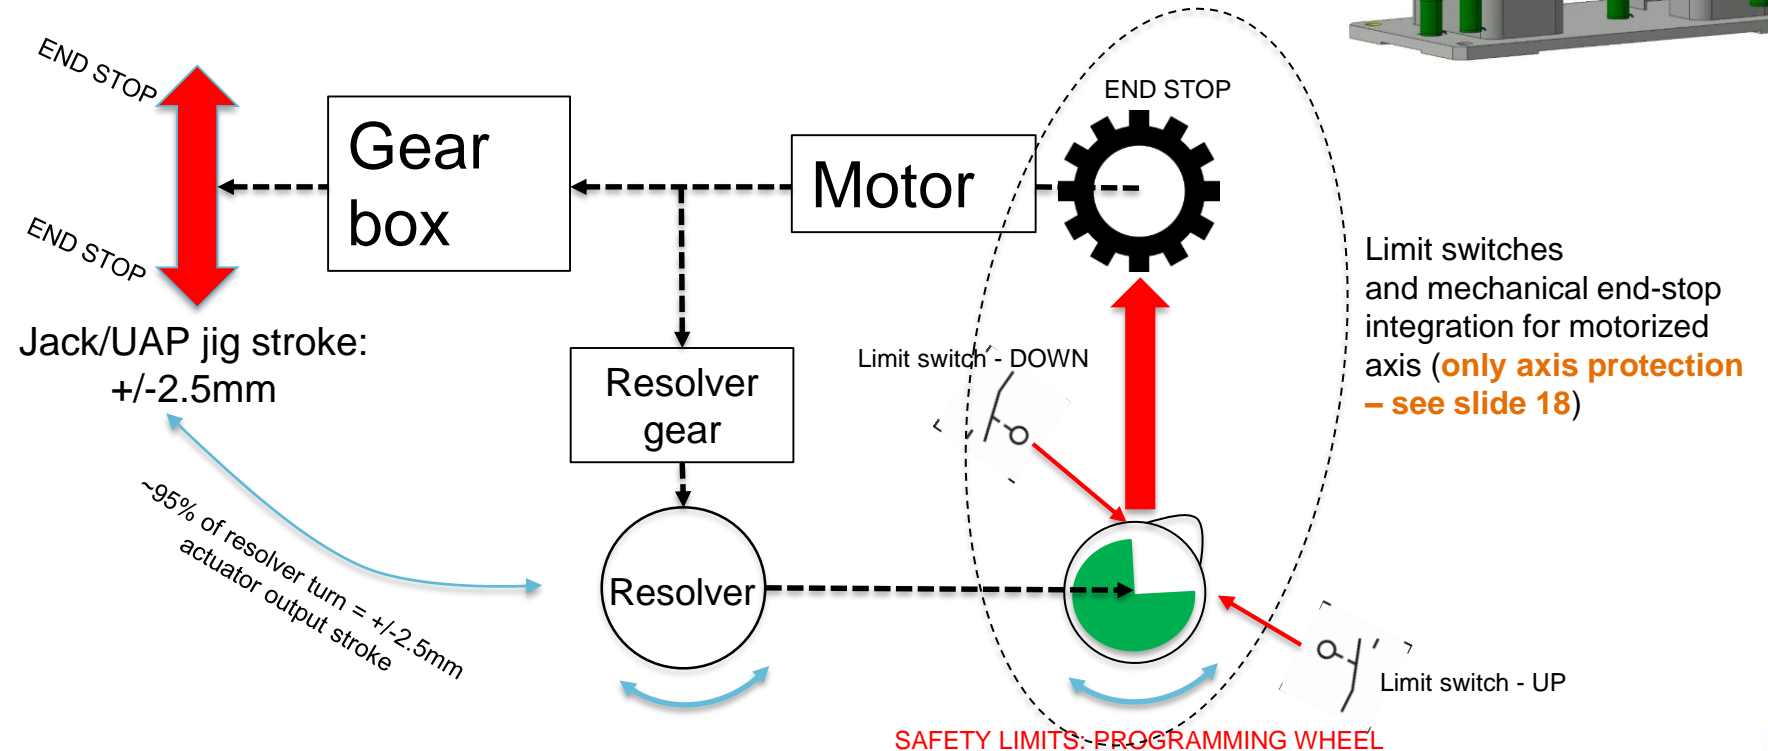 END STOP
END STOP
Gear
box
Motor
END STOP
END STOP
Jack/UAP jig stroke:
+/-2.5mm
~95% of resolver turn = +/-2.5mm
actuator output stroke
Resolver
gear
Resolver
Limit switch - DOWN
Limit switch - UP
SAFETY LIMITS: PROGRAMMING WHEEL
Limit switches
and mechanical end-stop
integration for motorized
axis (only axis protection
– see slide 18)